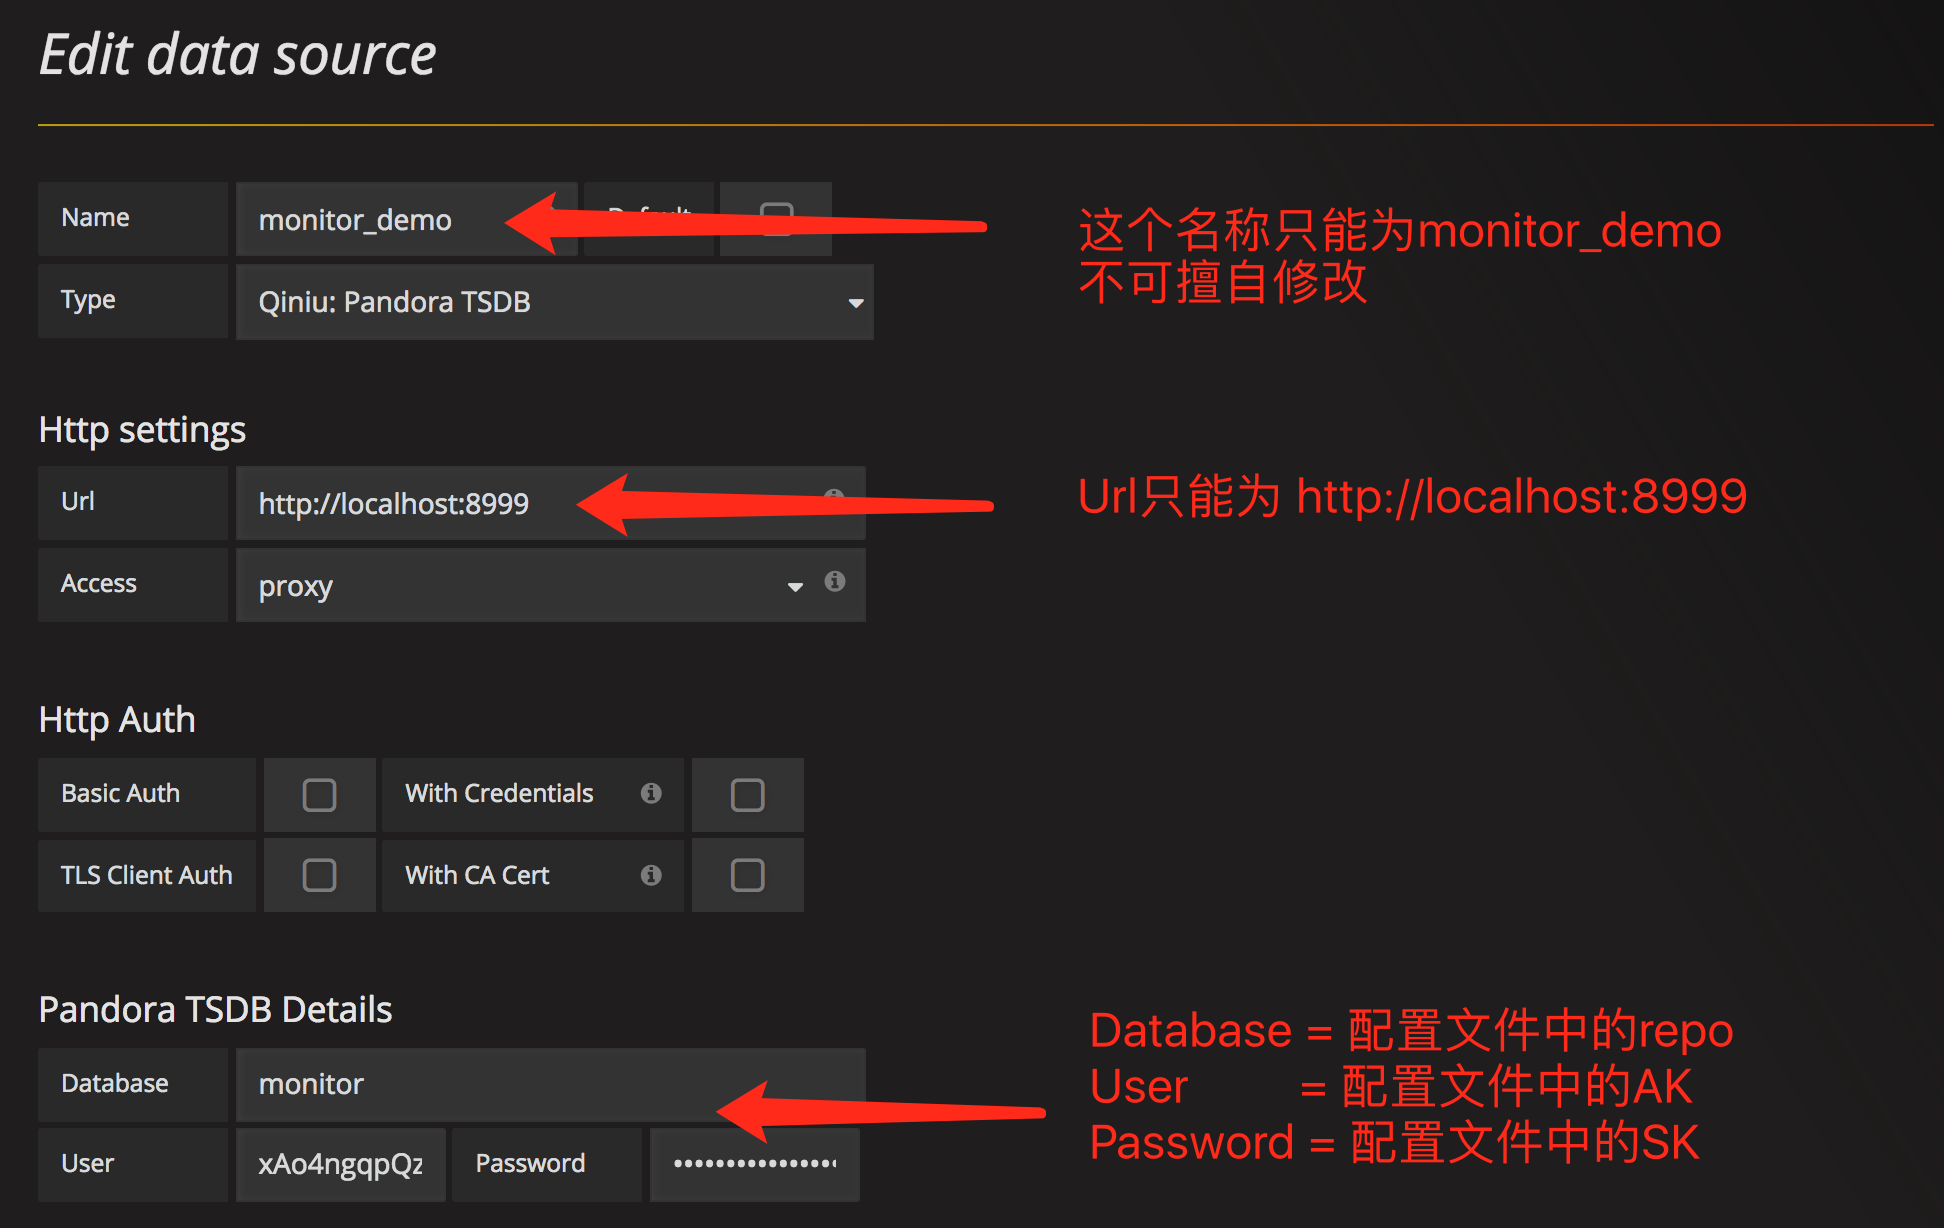 Edit data source
Name monitor_demo Default 这个名称只能为monitor_demo
不可擅自修改
Type Qiniu: Pandora TSDB
Http settings
Url http://localhost:8999 Url只能为 http://localhost:8999
Access proxy
Http Auth
Basic Auth With Credentials
TLS Client Auth With CA Cert
Pandora TSDB Details
Database = 配置文件中的repo
Database monitor
User = 配置文件中的AK
Password = 配置文件中的SK
User xAo4ngqpQz Password